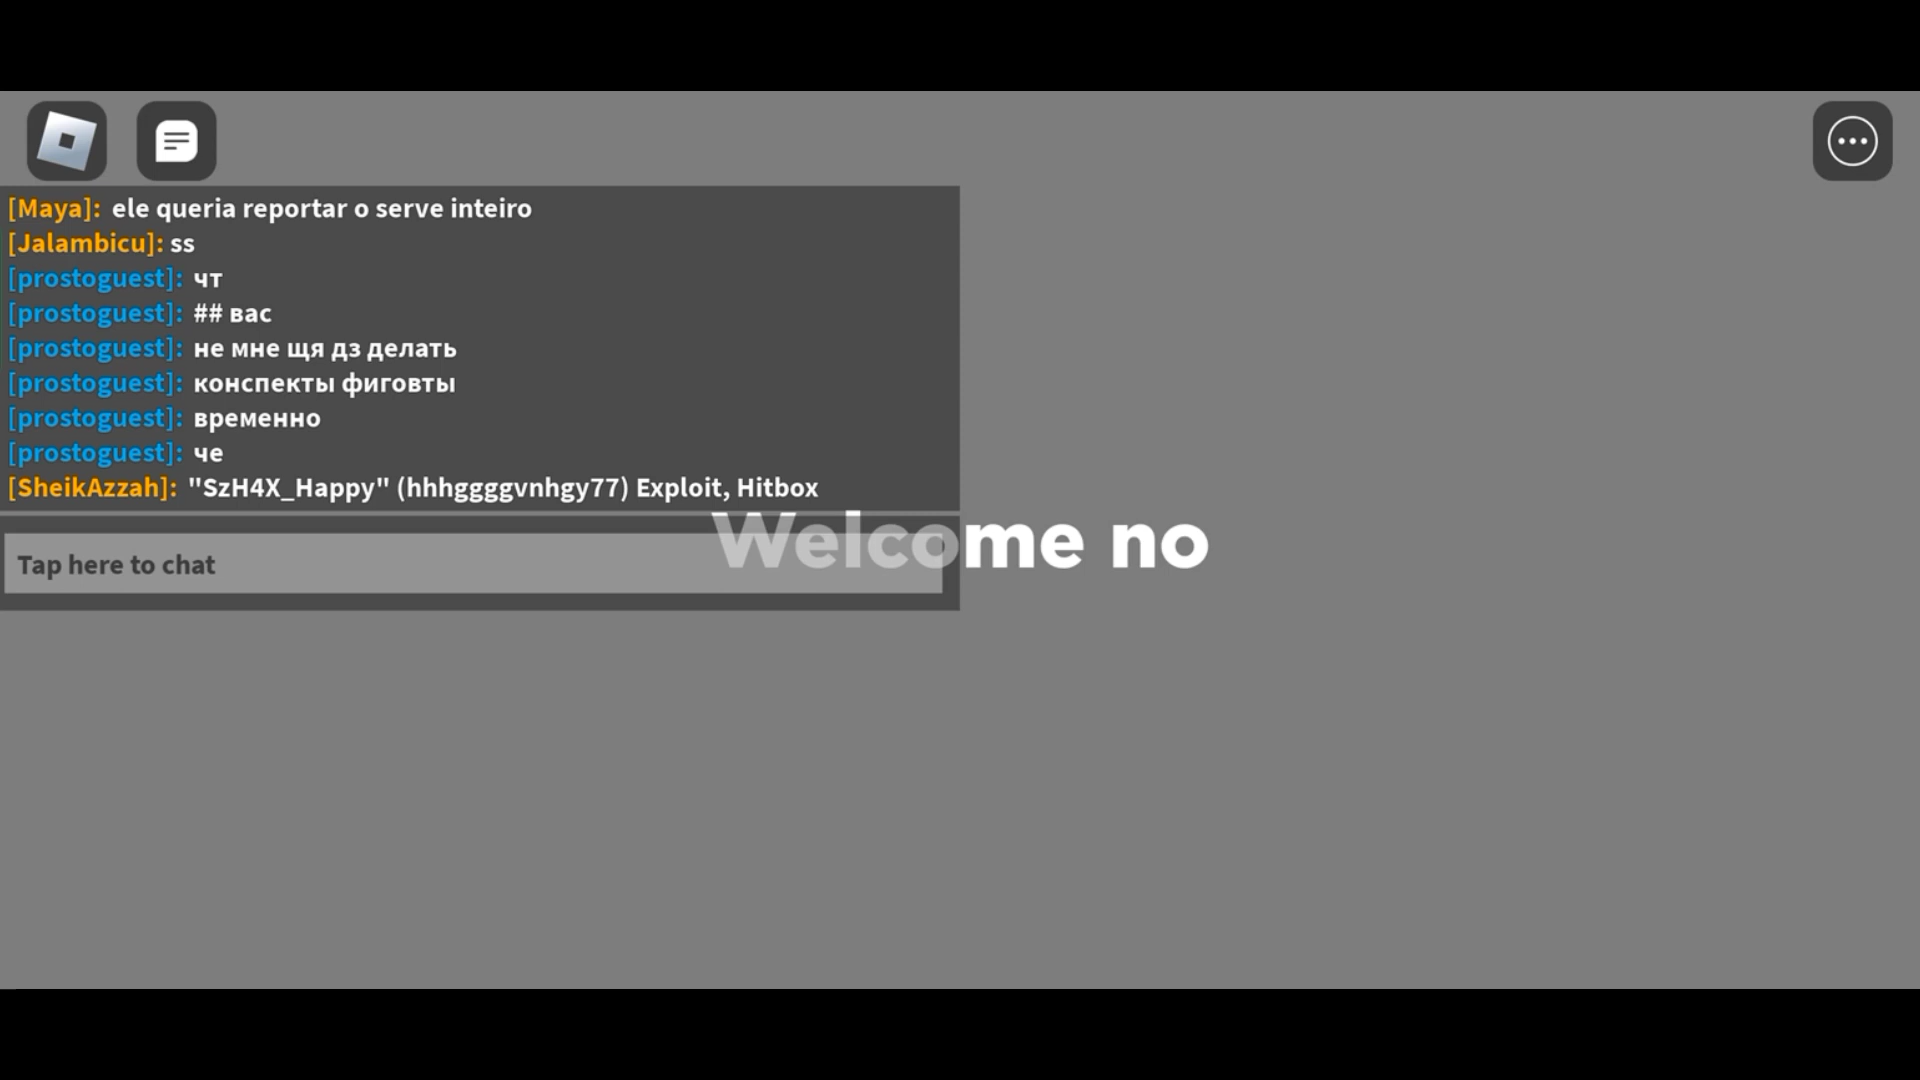 [Maya]: ele queria reportar o serve inteiro
[Jalambicu]: ss
[prostoguest]: чт
[prostoguest]: ## вас
[prostoguest]: не мне щя дз делать
[prostoguest]: конспекты фиговты
[prostoguest]: временно
[prostoguest]: че
[SheikAzzah]: "SzH4X_Happy" (hhhggggvnhgy77) Exploit, Hitbox
Welcome no
Tap here to chat